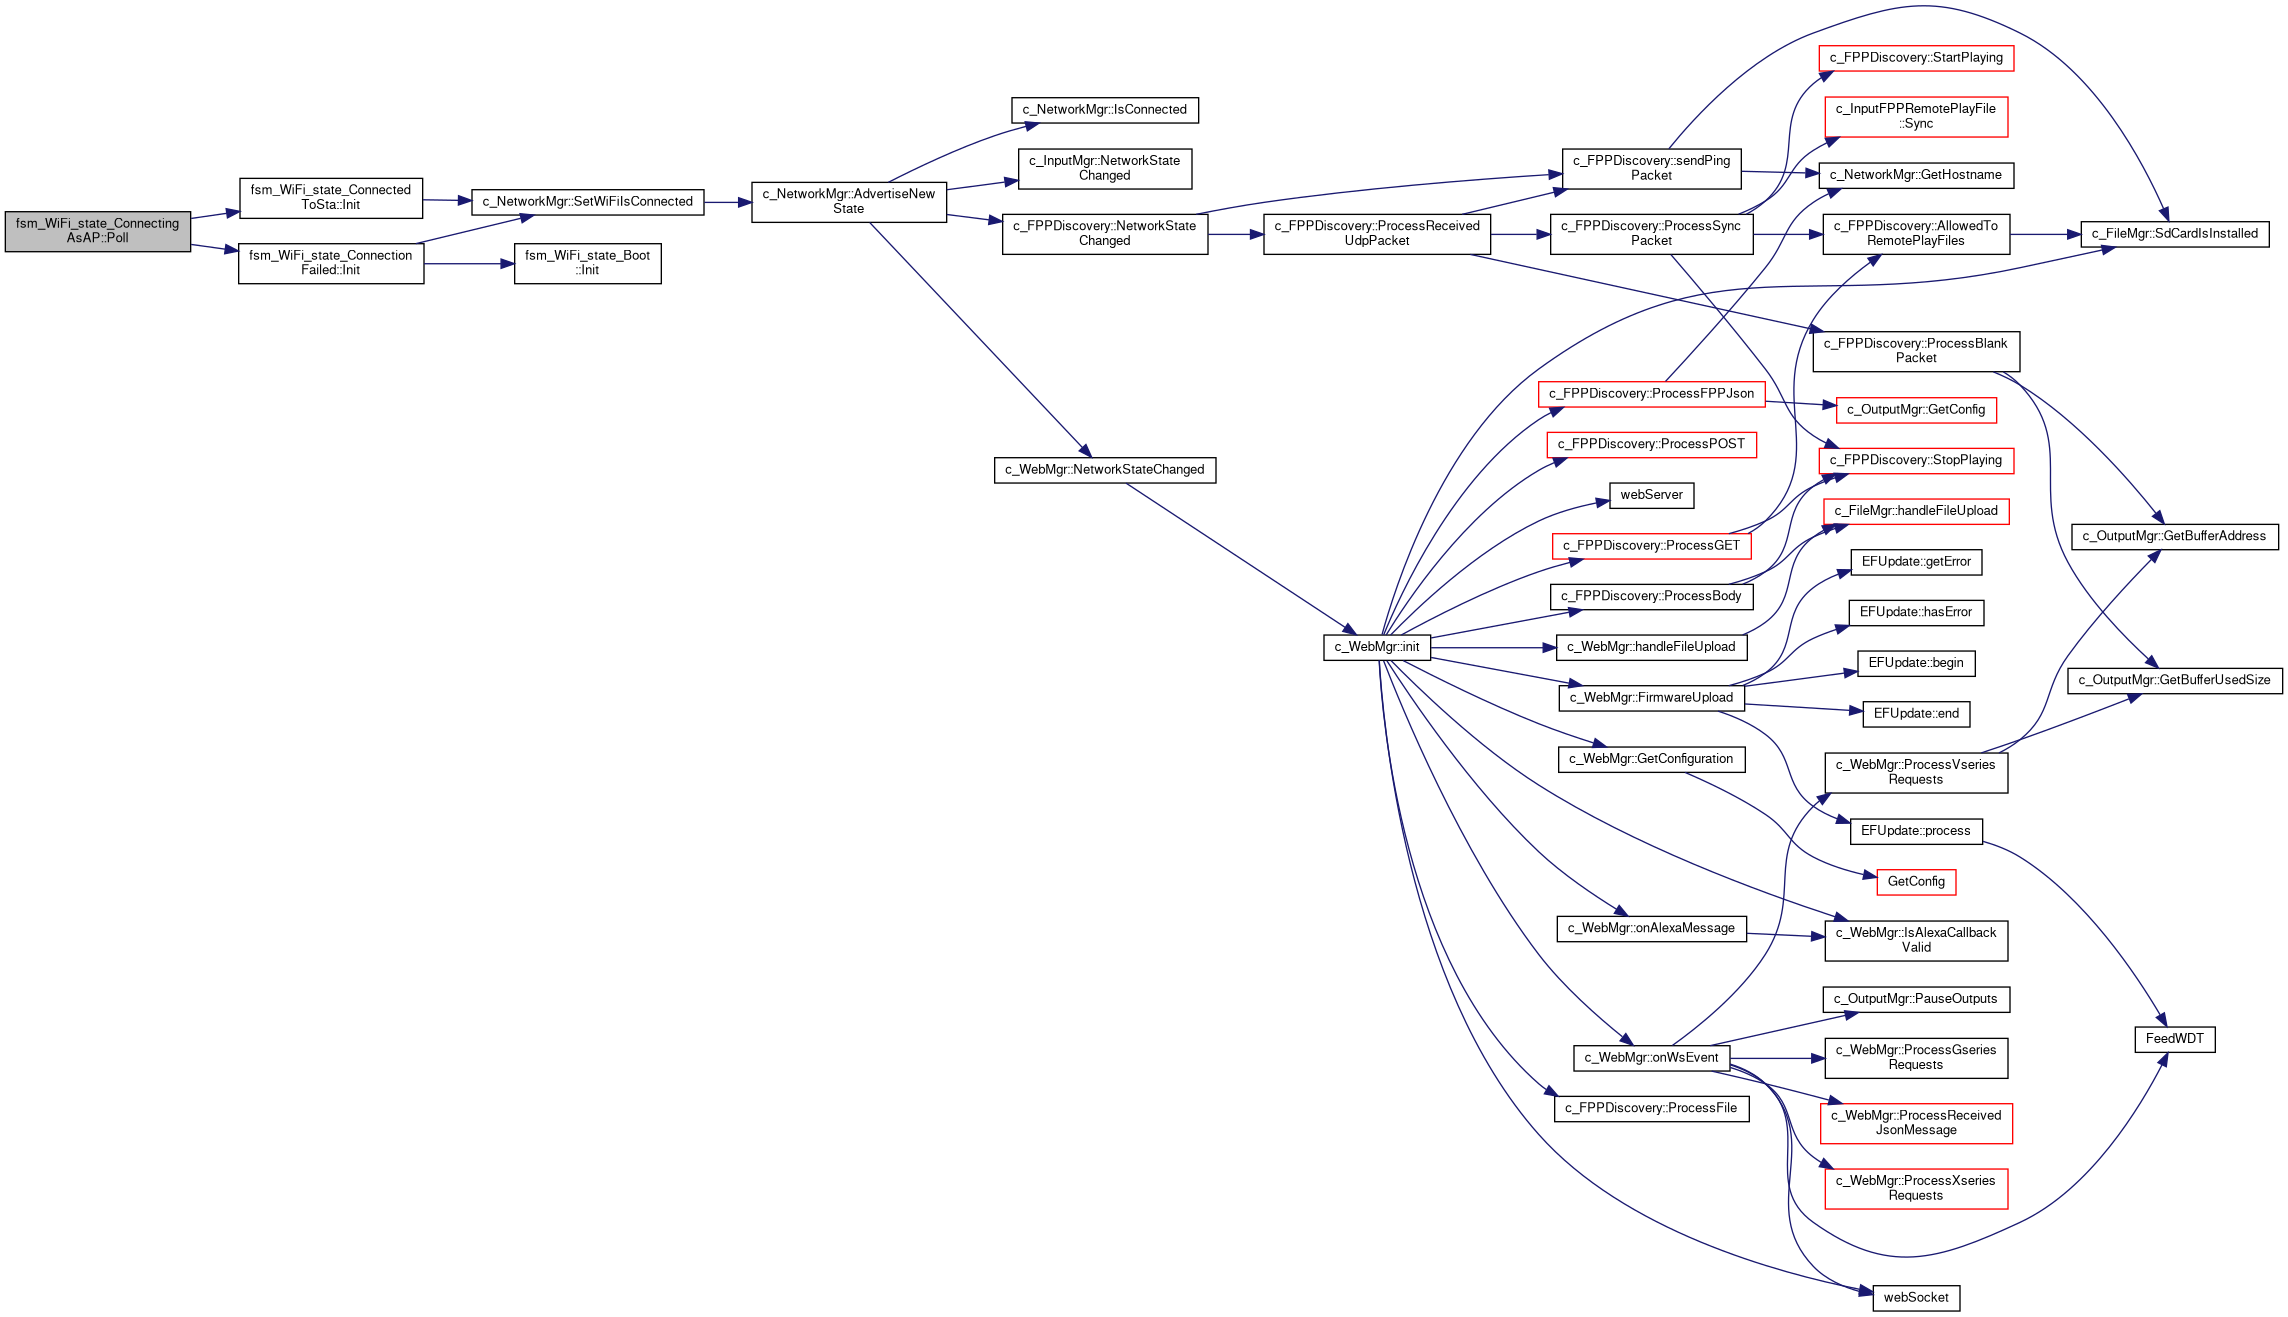 fsm_WiFi_state_Connecting
AsAP::Poll
fsm_WiFi_state_Connected
ToSta::Init
fsm_WiFi_state_Connection
Failed::Init
c_NetworkMgr::SetWiFiIsConnected
fsm_WiFi_state_Boot
::Init
c_NetworkMgr::AdvertiseNew
State
c_NetworkMgr::IsConnected
c_InputMgr::NetworkState
Changed
c_FPPDiscovery::NetworkState
Changed
c_WebMgr::NetworkStateChanged
c_FPPDiscovery::ProcessReceived
UdpPacket
c_WebMgr::init
c_FPPDiscovery::sendPing
Packet
c_FPPDiscovery::ProcessSync
Packet
c_FPPDiscovery::ProcessFPPJson
c_FPPDiscovery::ProcessPOST
webServer
c_FPPDiscovery::ProcessGET
c_FPPDiscovery::ProcessBody
c_WebMgr::handleFileUpload
c_WebMgr::FirmwareUpload
c_WebMgr::GetConfiguration
c_WebMgr::onAlexaMessage
c_WebMgr::onWsEvent
c_FPPDiscovery::ProcessFile
c_FPPDiscovery::StartPlaying
c_InputFPPRemotePlayFile
::Sync
c_NetworkMgr::GetHostname
c_FPPDiscovery::AllowedTo
RemotePlayFiles
c_FPPDiscovery::ProcessBlank
Packet
c_OutputMgr::GetConfig
c_FPPDiscovery::StopPlaying
c_FileMgr::handleFileUpload
EFUpdate::getError
EFUpdate::hasError
EFUpdate::begin
EFUpdate::end
c_WebMgr::ProcessVseries
Requests
EFUpdate::process
GetConfig
c_WebMgr::IsAlexaCallback
Valid
c_OutputMgr::PauseOutputs
c_WebMgr::ProcessGseries
Requests
c_WebMgr::ProcessReceived
JsonMessage
c_WebMgr::ProcessXseries
Requests
webSocket
c_FileMgr::SdCardIsInstalled
c_OutputMgr::GetBufferAddress
c_OutputMgr::GetBufferUsedSize
FeedWDT